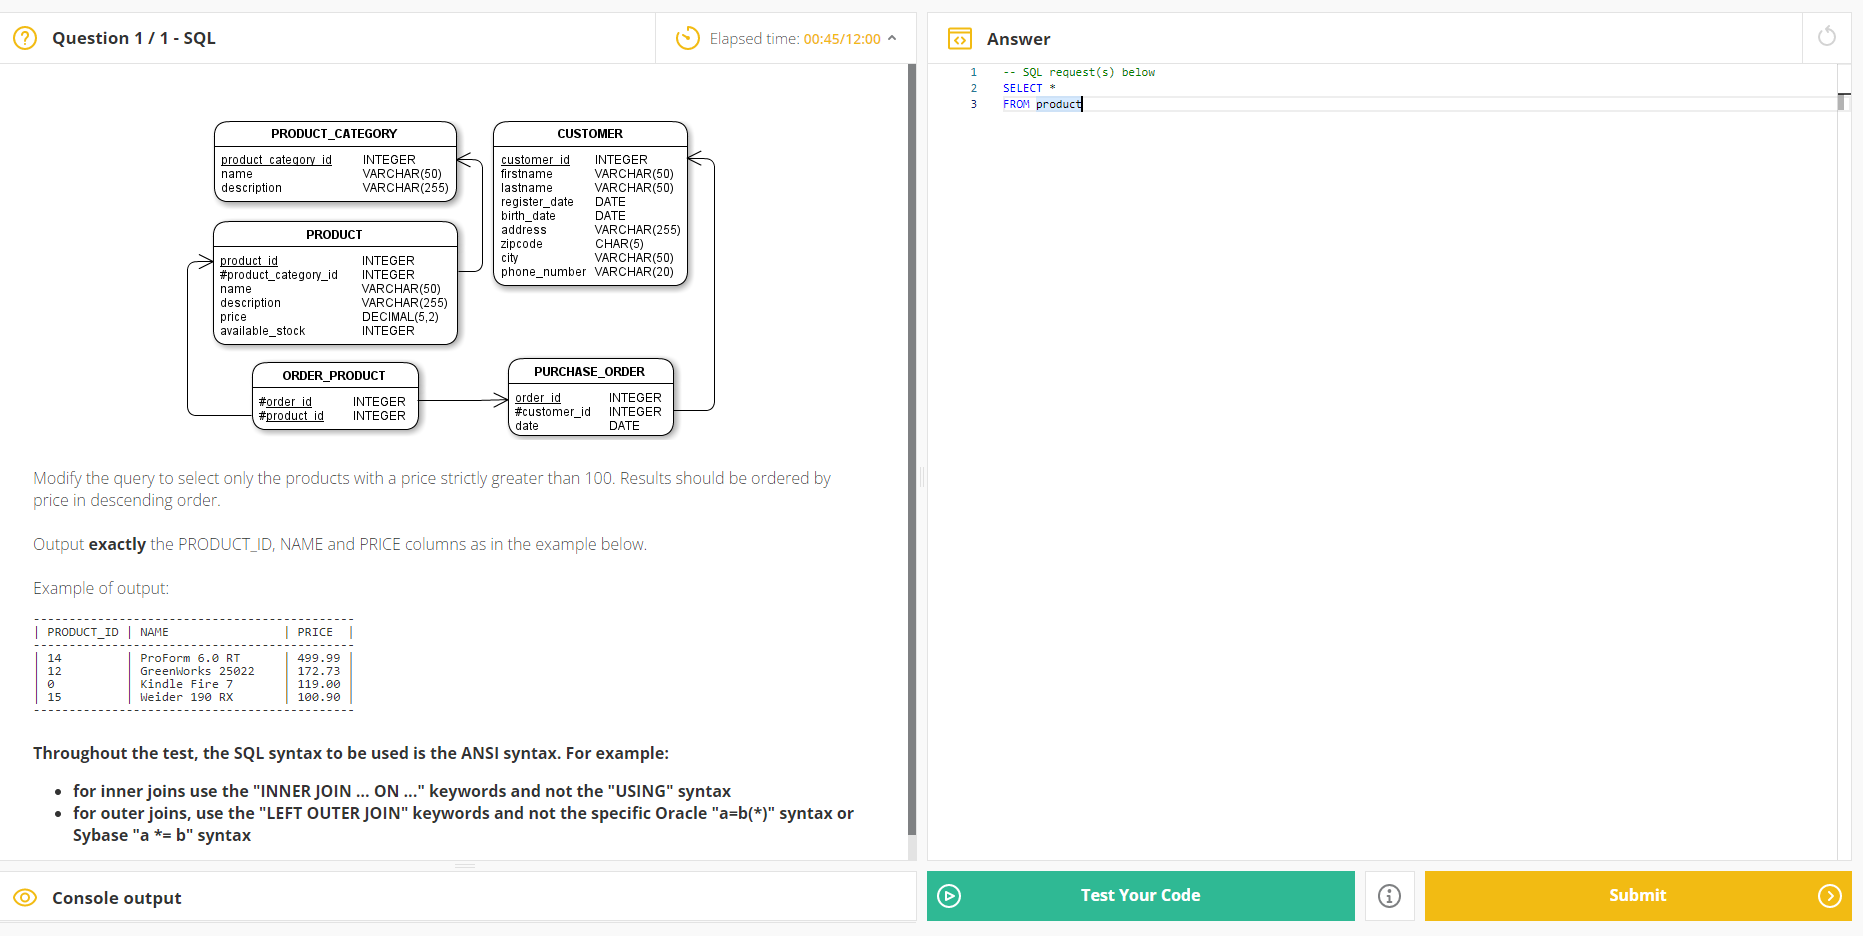 Question 1 / 1 - SQL
Elapsed time: 00:45/12:00
PRODUCT_CATEGORY
product_category_id INTEGER
name VARCHAR(50)
description VARCHAR(255)
CUSTOMER
customer_id INTEGER
firstname VARCHAR(50)
lastname VARCHAR(50)
register_date DATE
birth_date DATE
address VARCHAR(255)
zipcode CHAR(5)
city VARCHAR(50)
phone_number VARCHAR(20)
PRODUCT
product_id INTEGER
#product_category_id INTEGER
name VARCHAR(50)
description VARCHAR(255)
price DECIMAL(5,2)
available_stock INTEGER
ORDER_PRODUCT
#order_id INTEGER
#product_id INTEGER
PURCHASE_ORDER
order_id INTEGER
#customer_id INTEGER
date DATE
Modify the query to select only the products with a price strictly greater than 100. Results should be ordered by
price in descending order.
Output exactly the PRODUCT_ID, NAME and PRICE columns as in the example below.
Example of output:
---------------------------------------------
| PRODUCT_ID | NAME | PRICE |
---------------------------------------------
| 14 | ProForm 6.0 RT | 499.99 |
| 12 | GreenWorks 25022 | 172.73 |
| 0 | Kindle Fire 7 | 119.00 |
| 15 | Weider 190 RX | 100.90 |
---------------------------------------------
Throughout the test, the SQL syntax to be used is the ANSI syntax. For example:
• for inner joins use the "INNER JOIN ... ON ..." keywords and not the "USING" syntax
• for outer joins, use the "LEFT OUTER JOIN" keywords and not the specific Oracle "a=b(*)" syntax or
Sybase "a *= b" syntax
Console output
Answer
1 -- SQL request(s) below
2 SELECT *
3 FROM product
Test Your Code
Submit